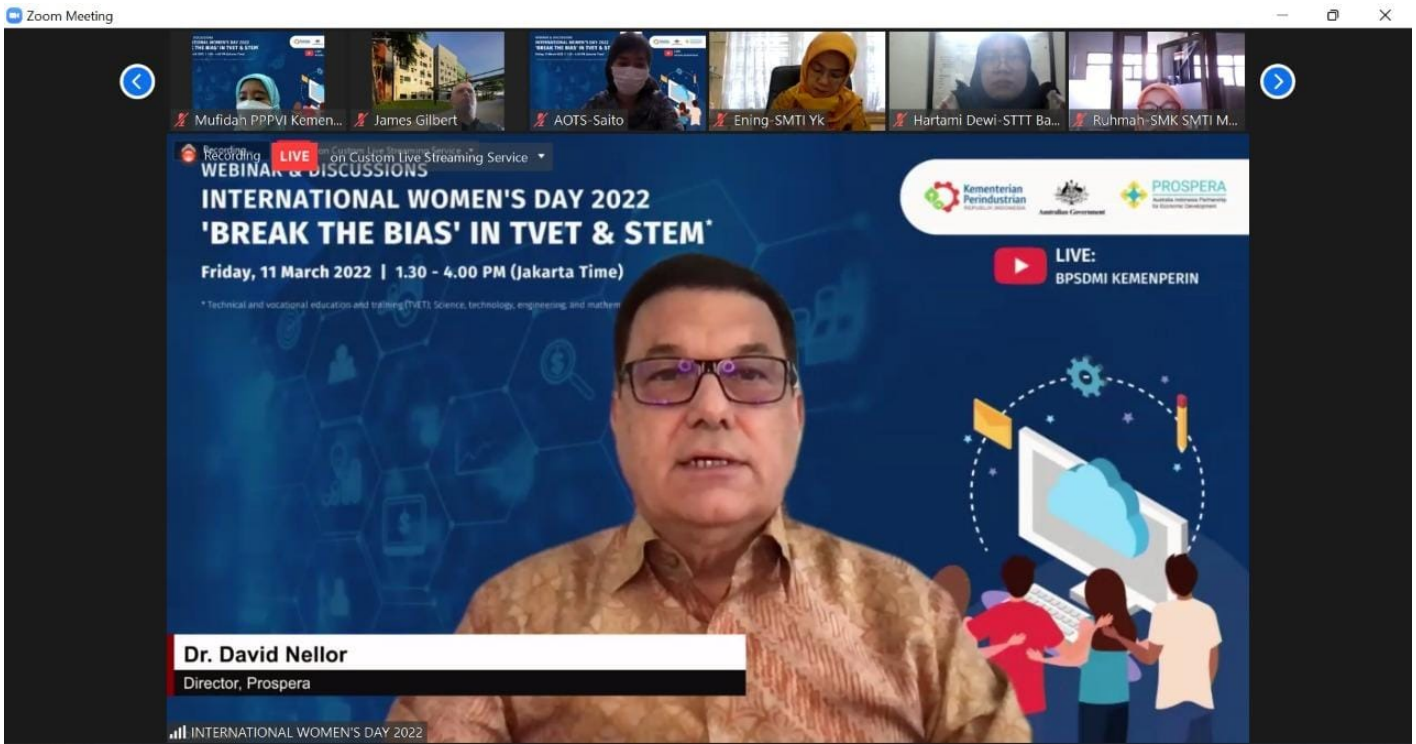 Zoom Meeting
Mufidah PPPVI Kemen...
James Gilbert
AOTS-Saito
Ening-SMTI Yk
Hartami Dewi-STTT Ba...
Ruhmah-SMK SMTI M...
Recording
LIVE
on Custom Live Streaming Service
WEBINAR & DISCUSSIONS
INTERNATIONAL WOMEN'S DAY 2022
'BREAK THE BIAS' IN TVET & STEM*
Friday, 11 March 2022 | 1.30 - 4.00 PM (Jakarta Time)
* Technical and vocational education and training (TVET); Science, technology, engineering, and mathem
Kementerian
Perindustrian
REPUBLIK INDONESIA
Australian Government
PROSPERA
Australia Indonesia Partnership
for Economic Development
LIVE:
BPSDMI KEMENPERIN
Dr. David Nellor
Director, Prospera
INTERNATIONAL WOMEN'S DAY 2022